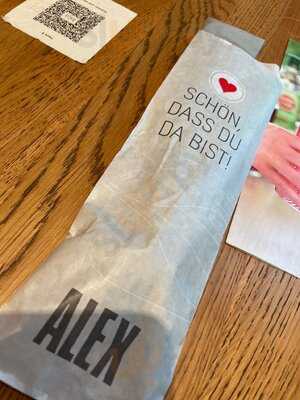 SCHÖN,
DASS DU
DA BIST!
ALEX